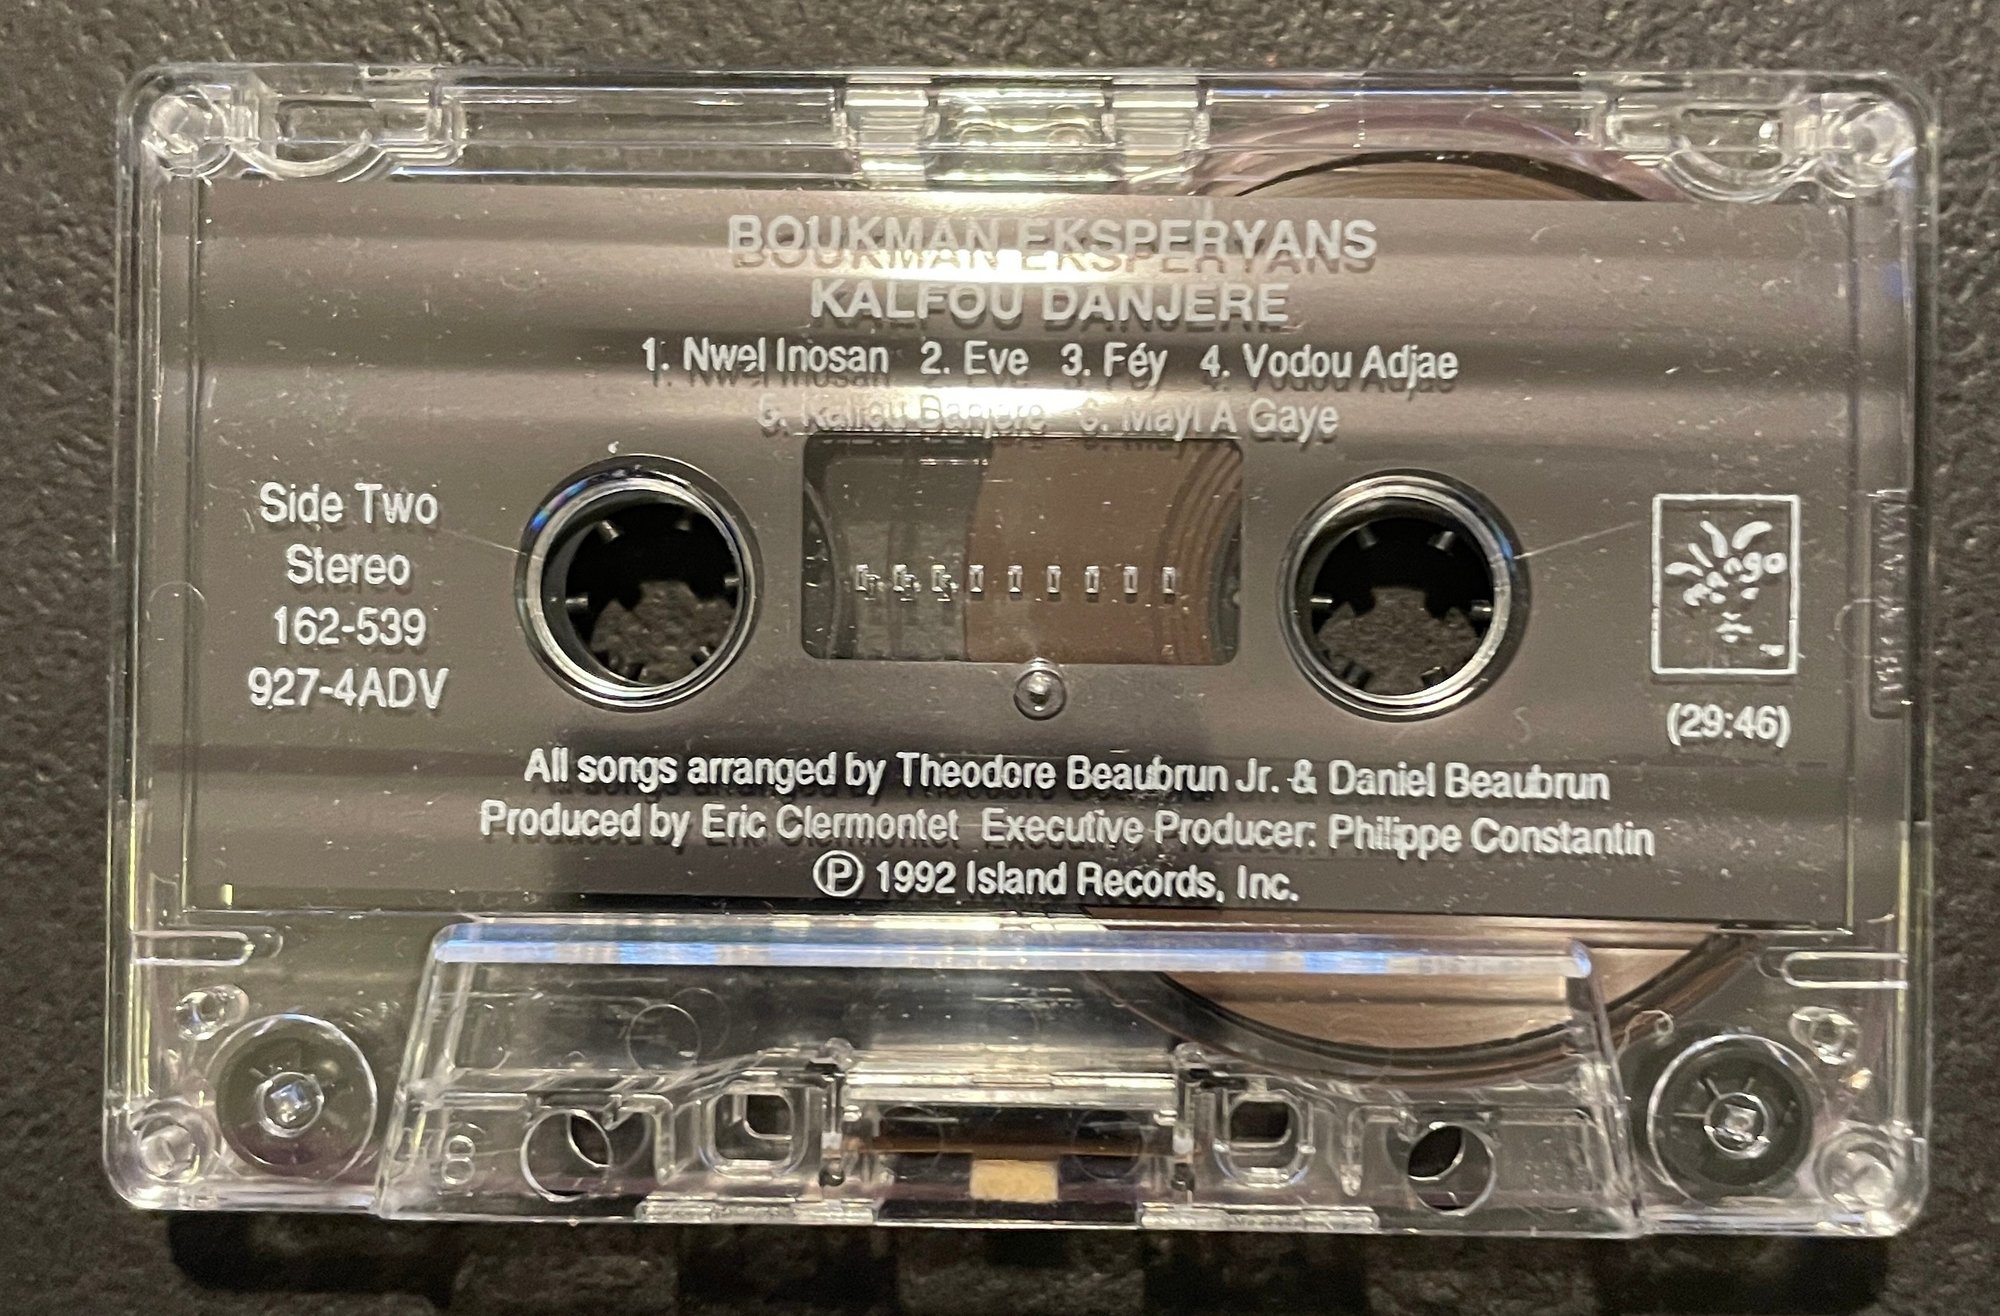 BOUKMAN EKSPERYANS
KALFOU DANJERE
1. Nwel Inosan 2. Eve 3. Féy 4. Vodou Adjae
5. Kalfou Danjere 6. Mayi A Gaye
Side Two
Stereo
162-539
927-4ADV
mango
TM
(29:46)
All songs arranged by Theodore Beaubrun Jr. & Daniel Beaubrun
Produced by Eric Clermontet Executive Producer: Philippe Constantin
Ⓟ 1992 Island Records, Inc.